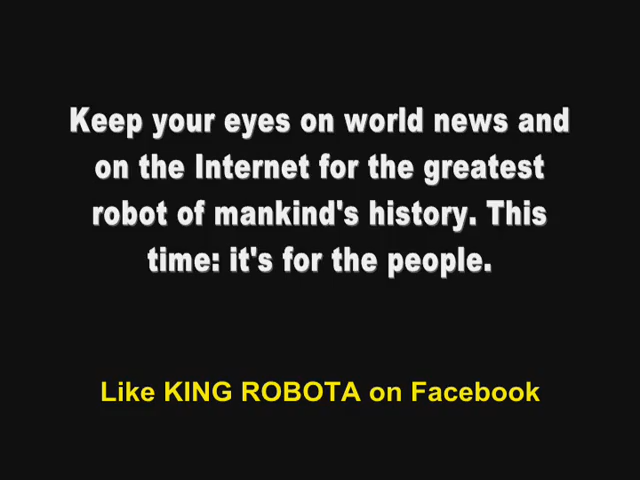 Keep your eyes on world news and
on the Internet for the greatest
robot of mankind's history. This
time: it's for the people.
Like KING ROBOTA on Facebook